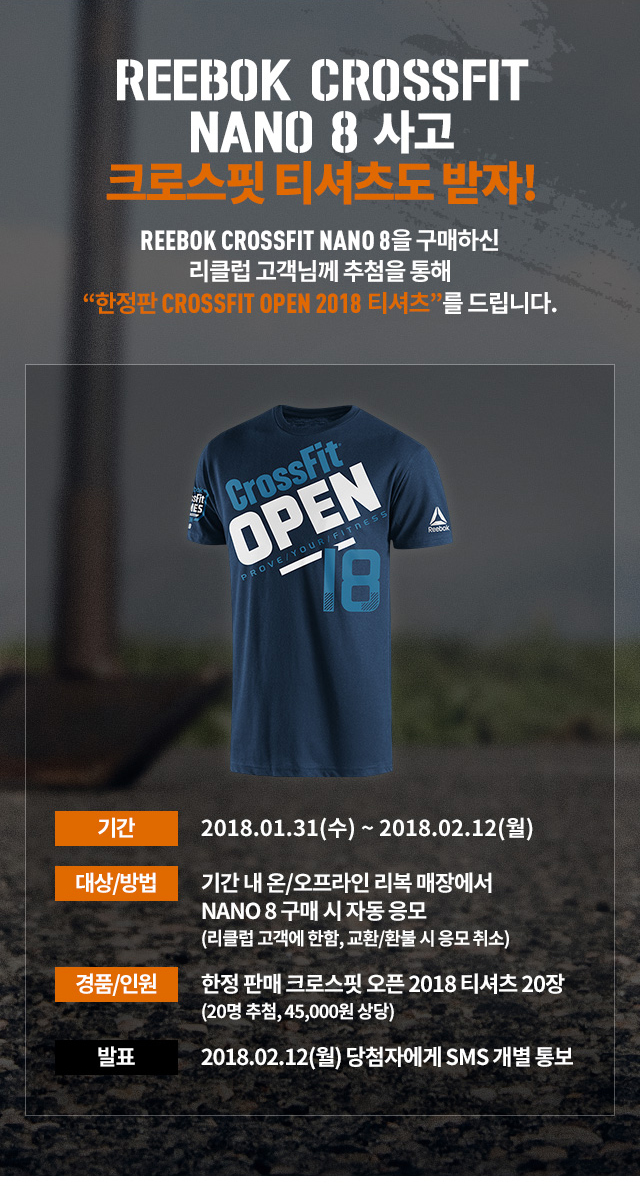 REEBOK CROSSFIT
NANO 8 사고
크로스핏 티셔츠도 받자!
REEBOK CROSSFIT NANO 8을 구매하신
리클럽 고객님께 추첨을 통해
“한정판 CROSSFIT OPEN 2018 티셔츠”를 드립니다.
CrossFit
OPEN
PROVE/YOUR/FITNESS
18
Reebok
기간
2018.01.31(수) ~ 2018.02.12(월)
대상/방법
기간 내 온/오프라인 리복 매장에서
NANO 8 구매 시 자동 응모
(리클럽 고객에 한함, 교환/환불 시 응모 취소)
경품/인원
한정 판매 크로스핏 오픈 2018 티셔츠 20장
(20명 추첨, 45,000원 상당)
발표
2018.02.12(월) 당첨자에게 SMS 개별 통보